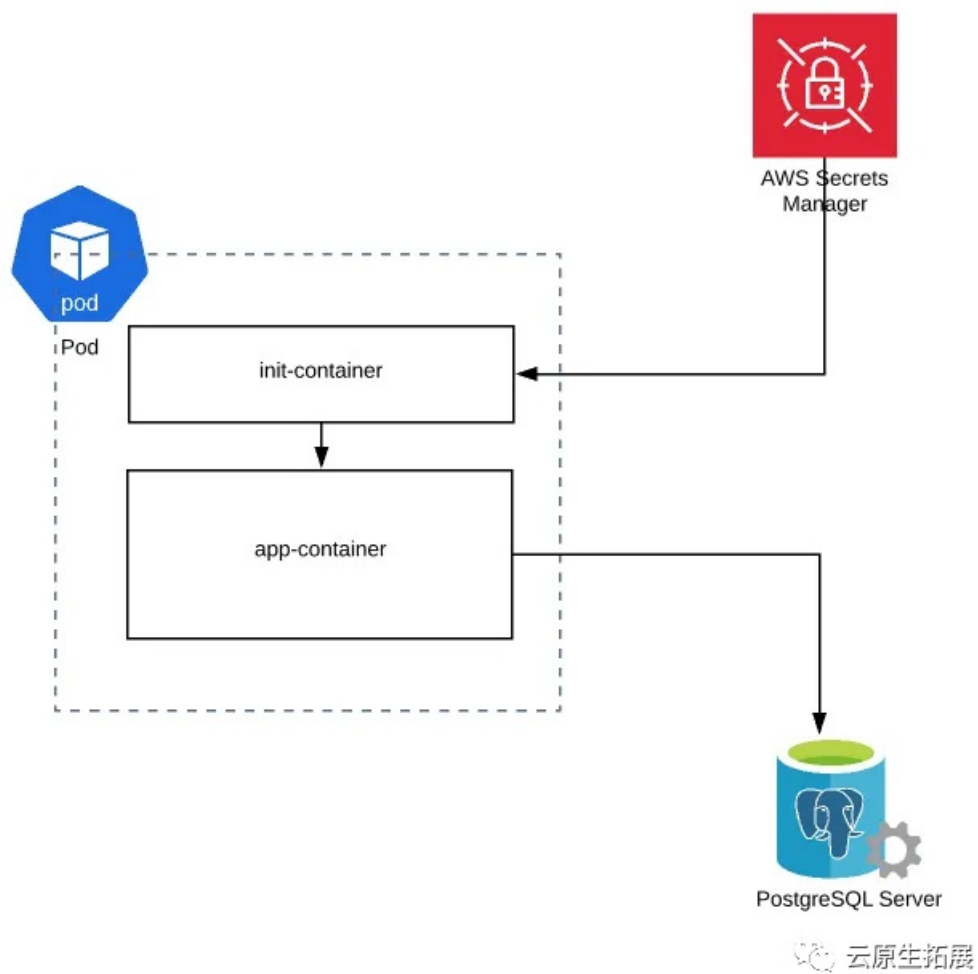 AWS Secrets
Manager
pod
Pod
init-container
app-container
PostgreSQL Server
云原生拓展